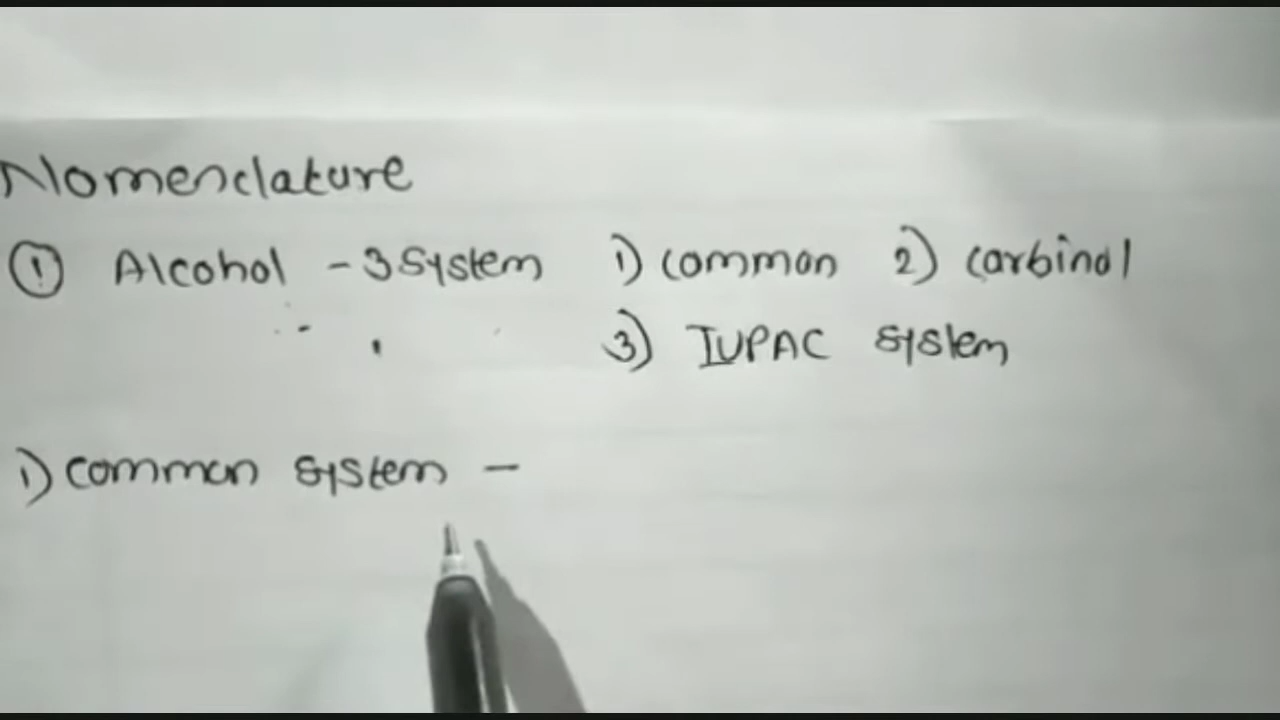 Nomenclature
① Alcohol - 3 System 1) common 2) carbinol
3) IUPAC system
1) common system -